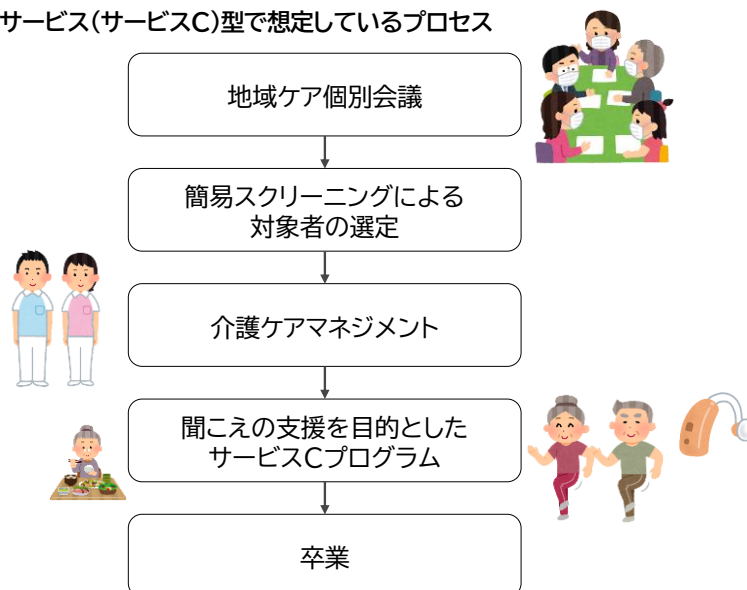 サービス(サービスC)型で想定しているプロセス
地域ケア個別会議
簡易スクリーニングによる
対象者の選定
介護ケアマネジメント
聞こえの支援を目的とした
サービスCプログラム
卒業